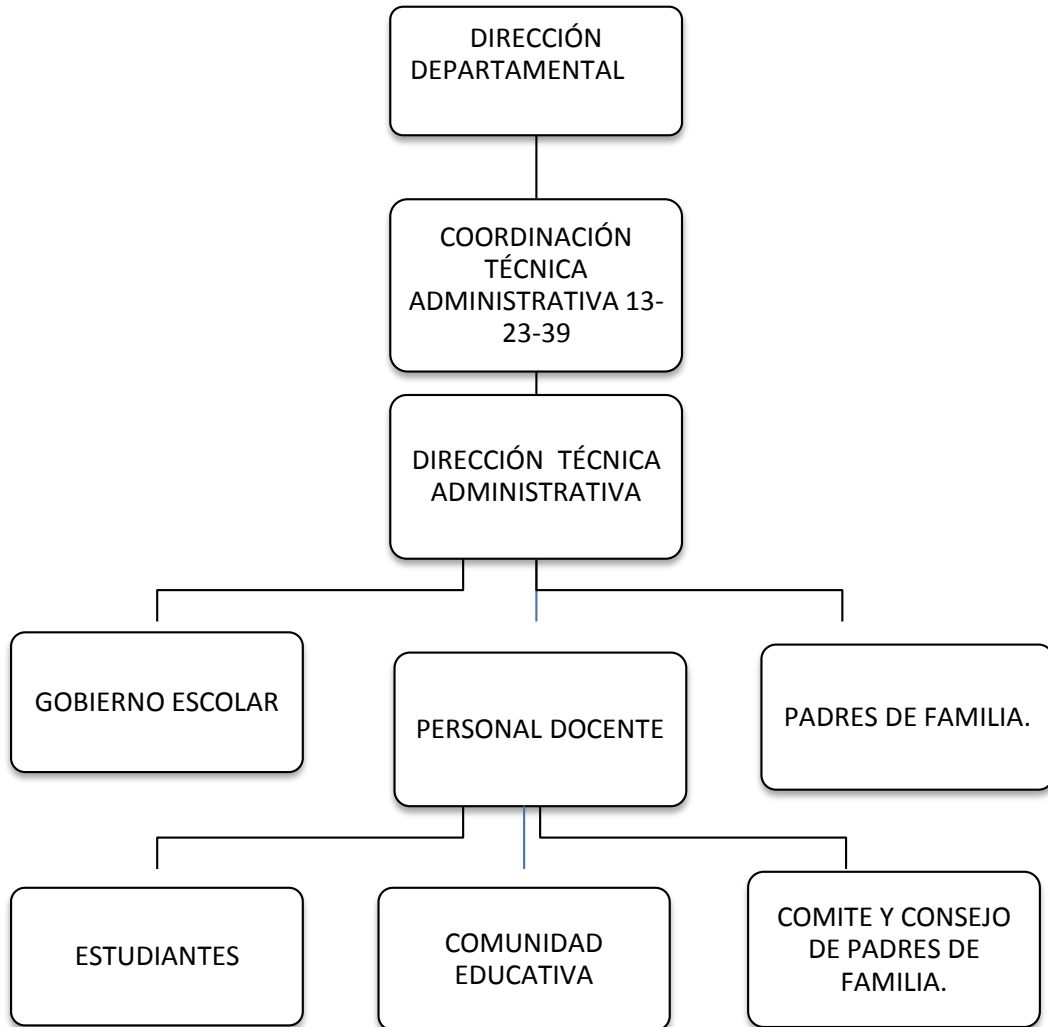 DIRECCIÓN
DEPARTAMENTAL
COORDINACIÓN
TÉCNICA
ADMINISTRATIVA 13-
23-39
DIRECCIÓN TÉCNICA
ADMINISTRATIVA
GOBIERNO ESCOLAR
PERSONAL DOCENTE
PADRES DE FAMILIA.
ESTUDIANTES
COMUNIDAD
EDUCATIVA
COMITE Y CONSEJO
DE PADRES DE
FAMILIA.